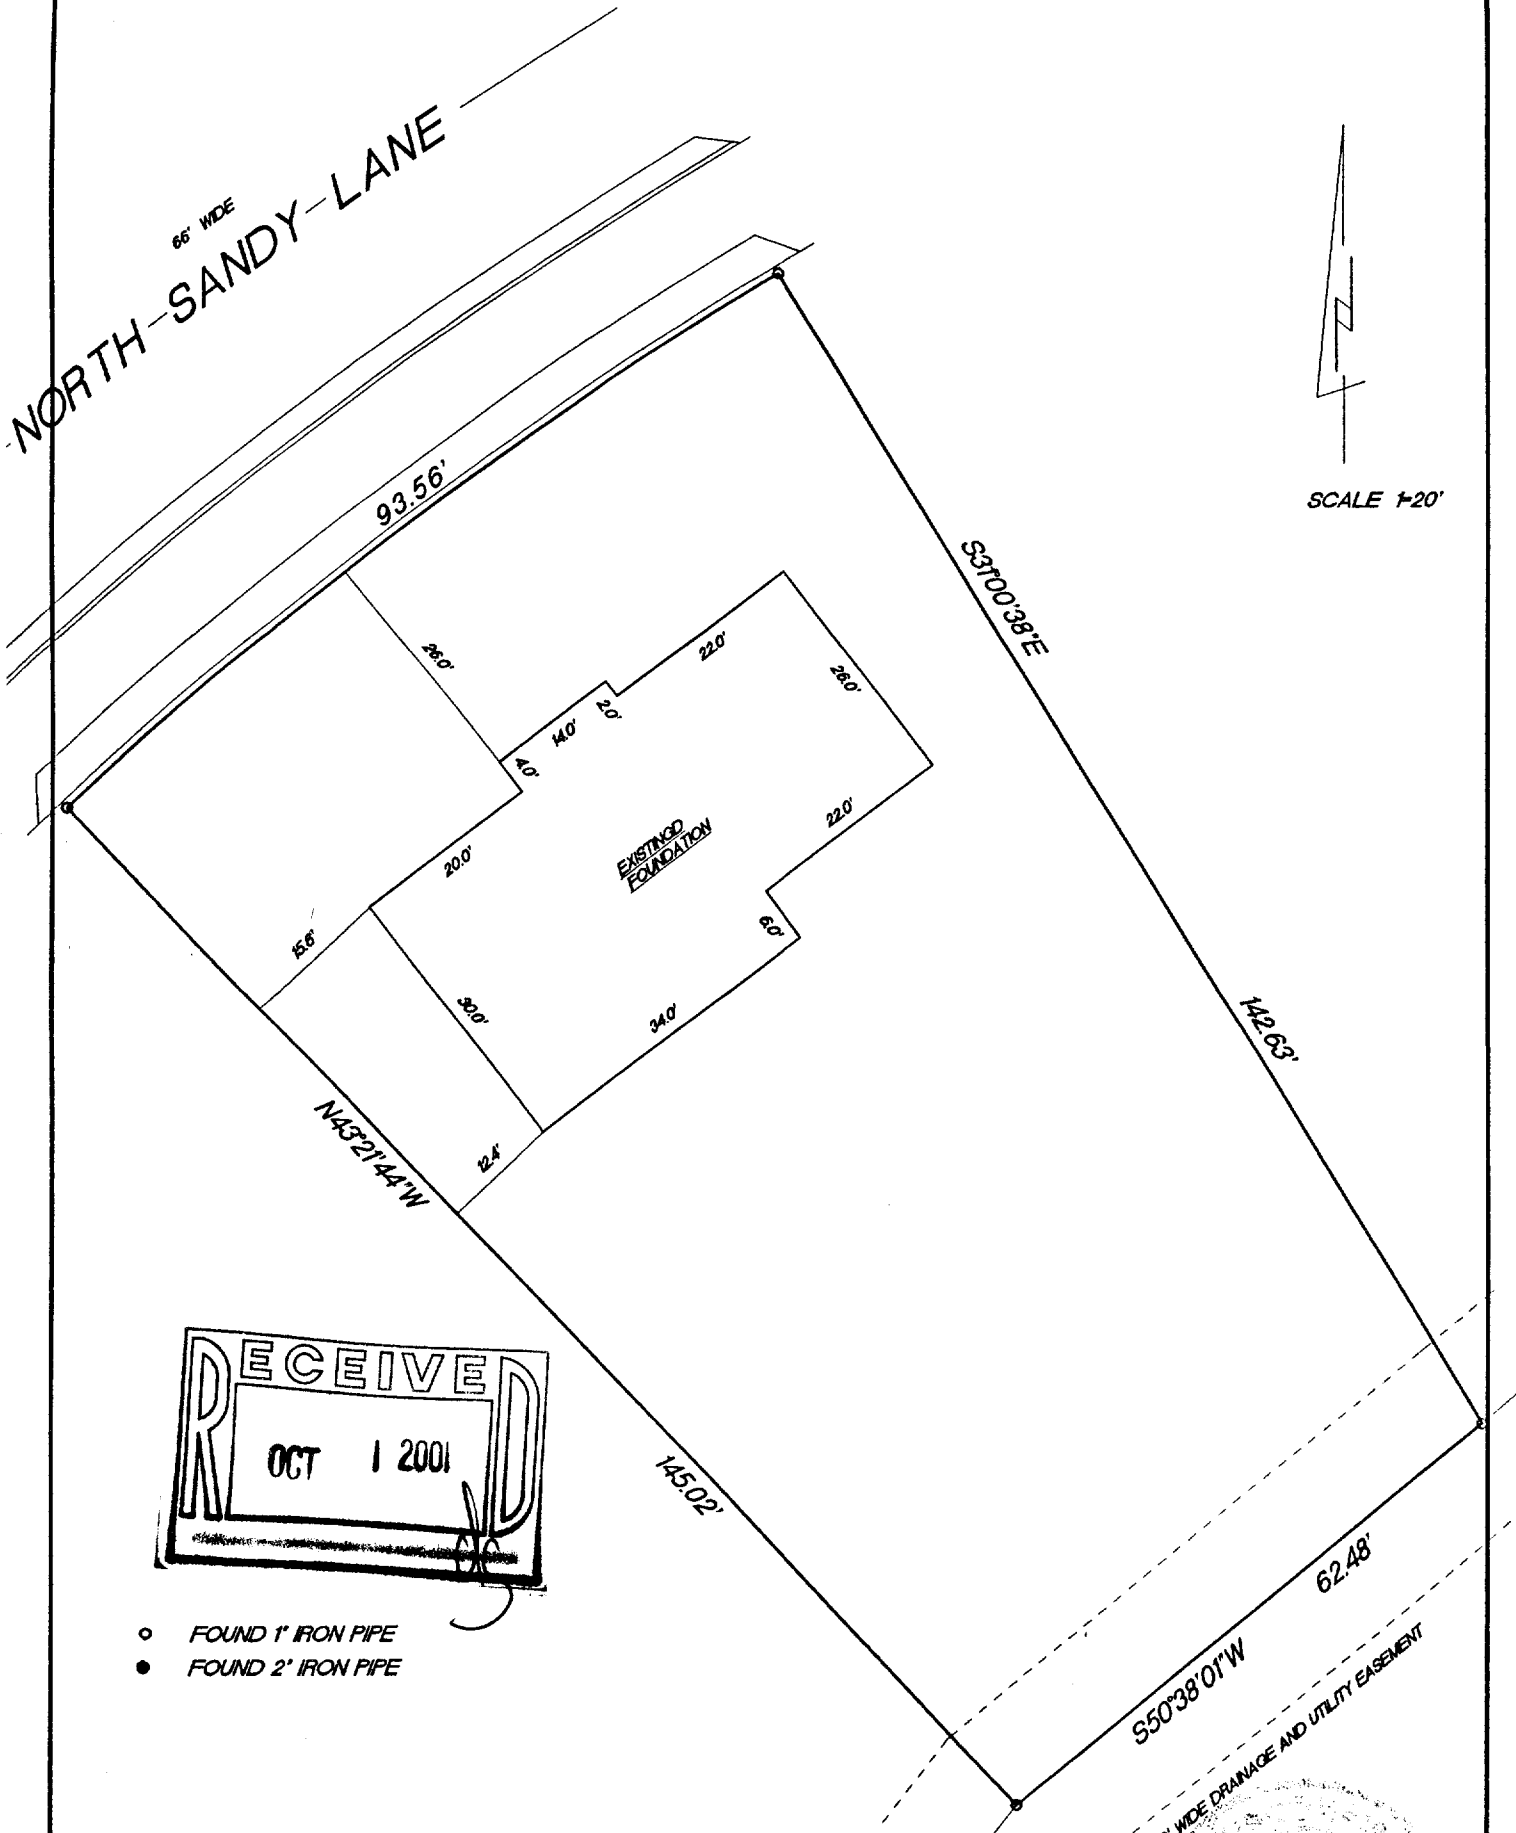 66' WIDE
NORTH SANDY LANE
93.56'
SCALE 1=20'
S31°00'38"E
26.0'
22.0'
26.0'
2.0'
14.0'
4.0'
EXISTINGD
FOUNDATION
22.0'
20.0'
6.0'
15.6'
30.0'
34.0'
142.63'
N43°21'44"W
12.4'
RECEIVED
OCT 1 2001
145.02'
62.48'
S50°38'01"W
WIDE DRAINAGE AND UTILITY EASEMENT
FOUND 1" IRON PIPE
FOUND 2" IRON PIPE